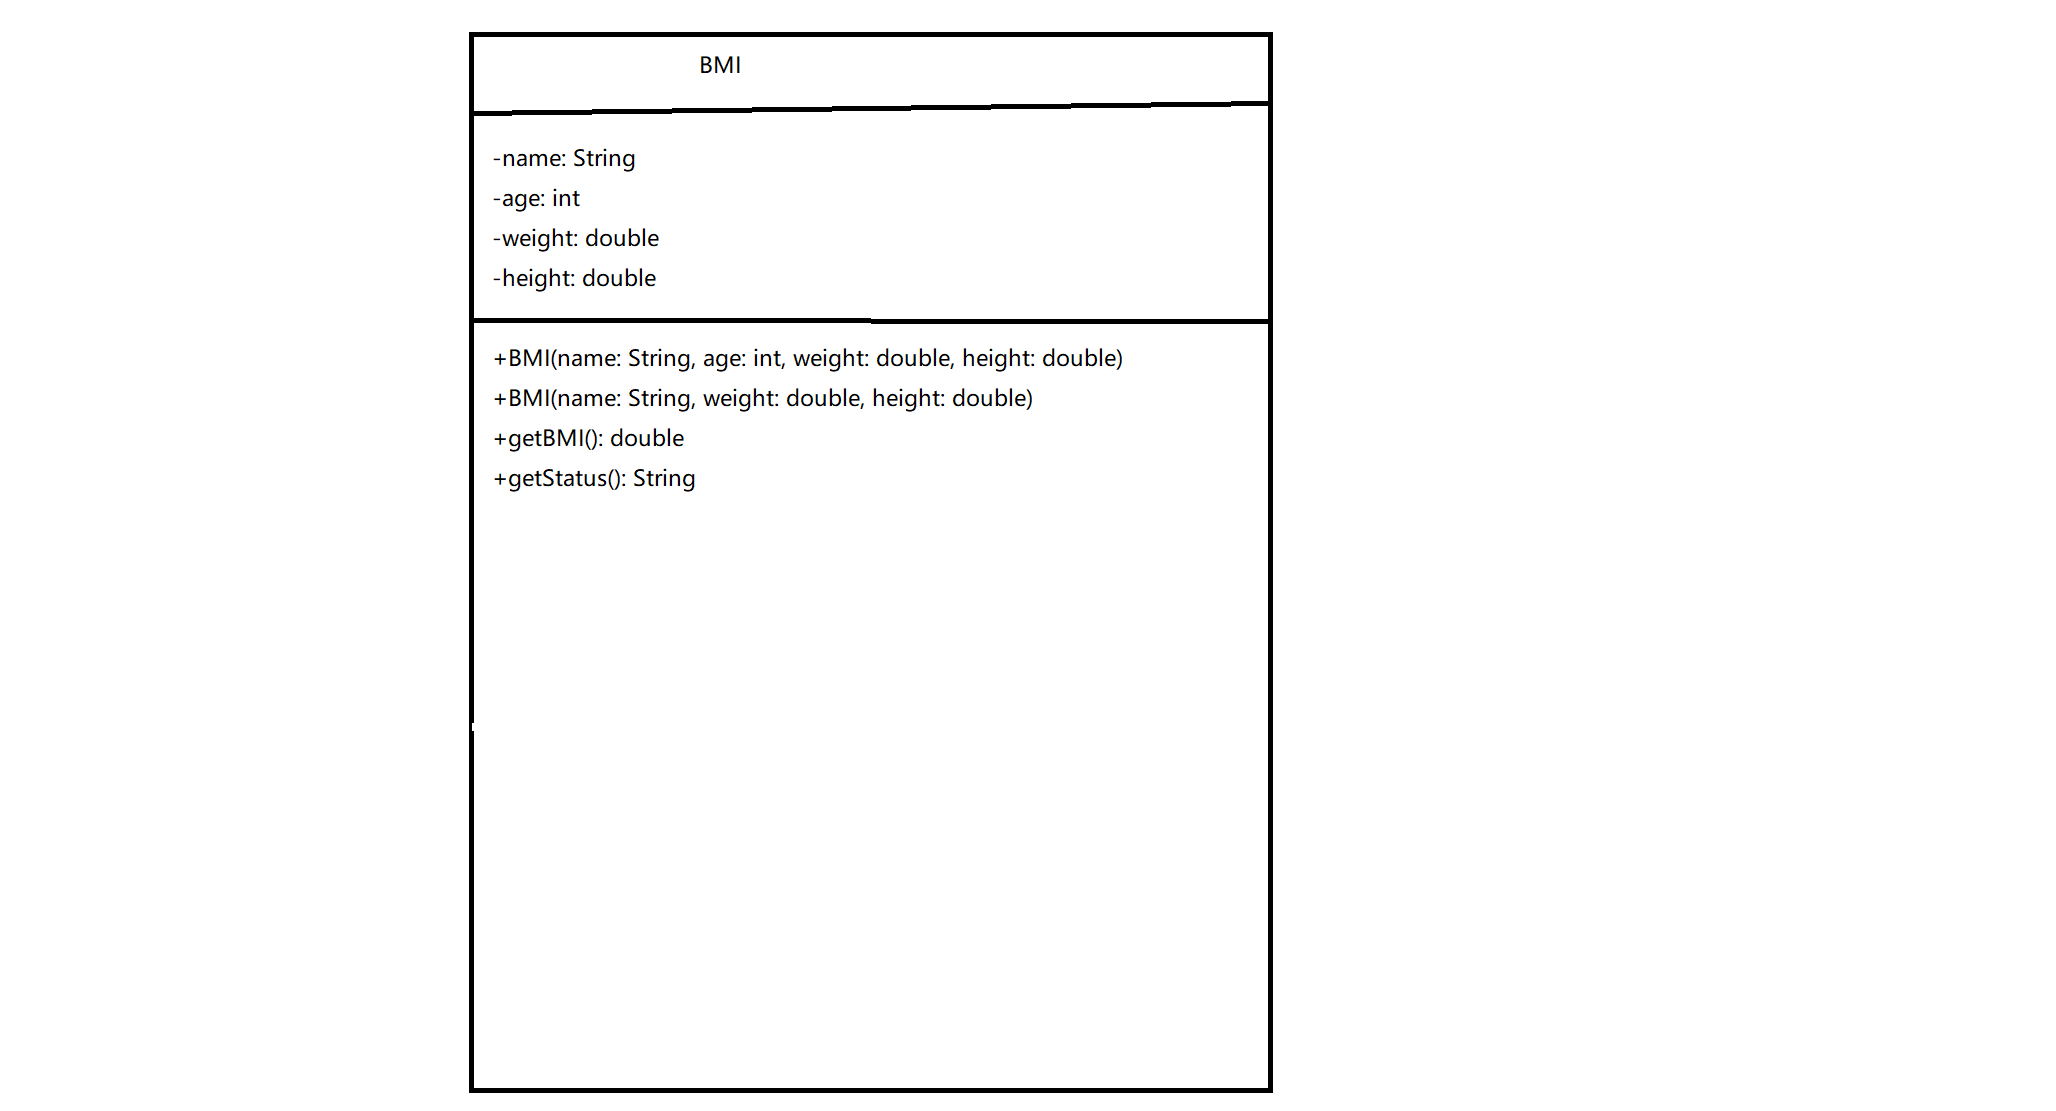 BMI
-name: String
-age: int
-weight: double
-height: double
+BMI(name: String, age: int, weight: double, height: double)
+BMI(name: String, weight: double, height: double)
+getBMI(): double
+getStatus(): String